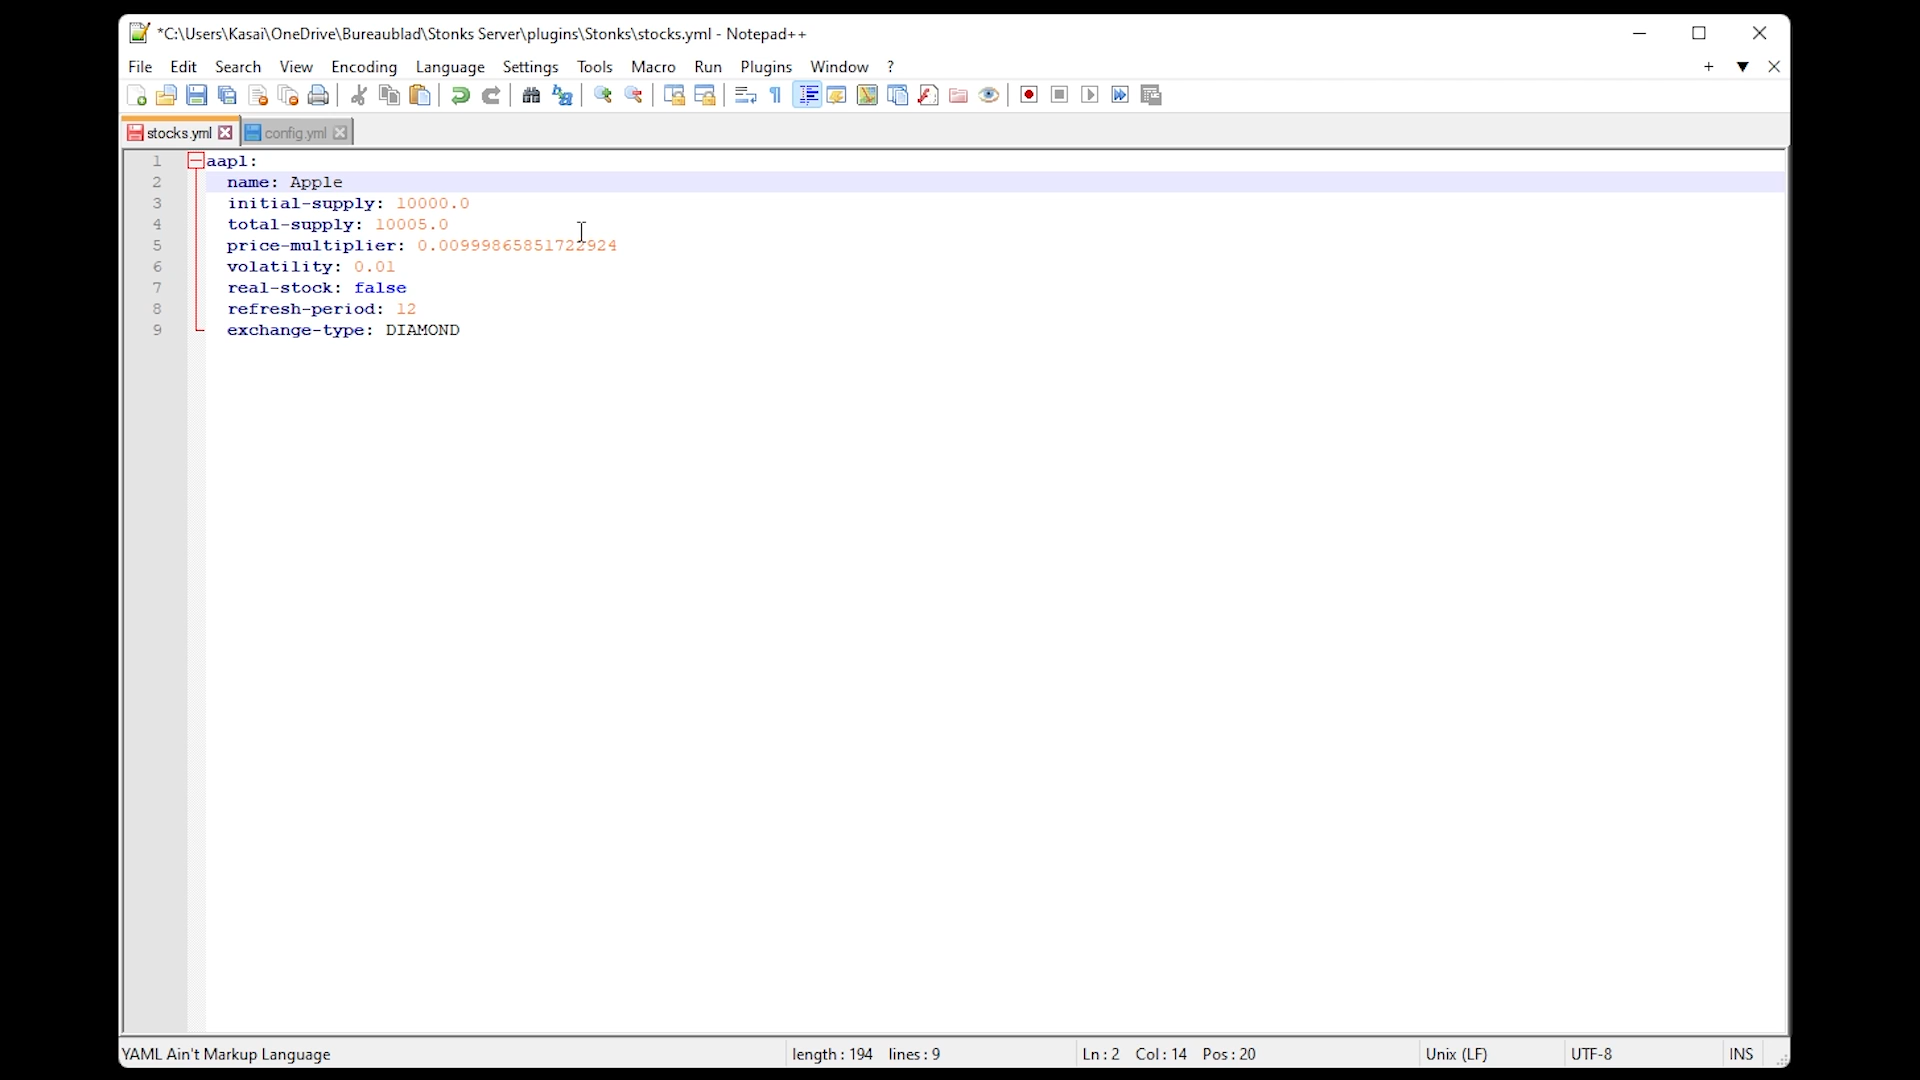 *C:\Users\Kasai\OneDrive\Bureaublad\Stonks Server\plugins\Stonks\stocks.yml - Notepad++
File Edit Search View Encoding Language Settings Tools Macro Run Plugins Window ?
stocks.yml config.yml
1 aapl:
2 name: Apple
3 initial-supply: 10000.0
4 total-supply: 10005.0
5 price-multiplier: 0.00999865851722924
6 volatility: 0.01
7 real-stock: false
8 refresh-period: 12
9 exchange-type: DIAMOND
YAML Ain't Markup Language length : 194 lines : 9 Ln : 2 Col : 14 Pos : 20 Unix (LF) UTF-8 INS